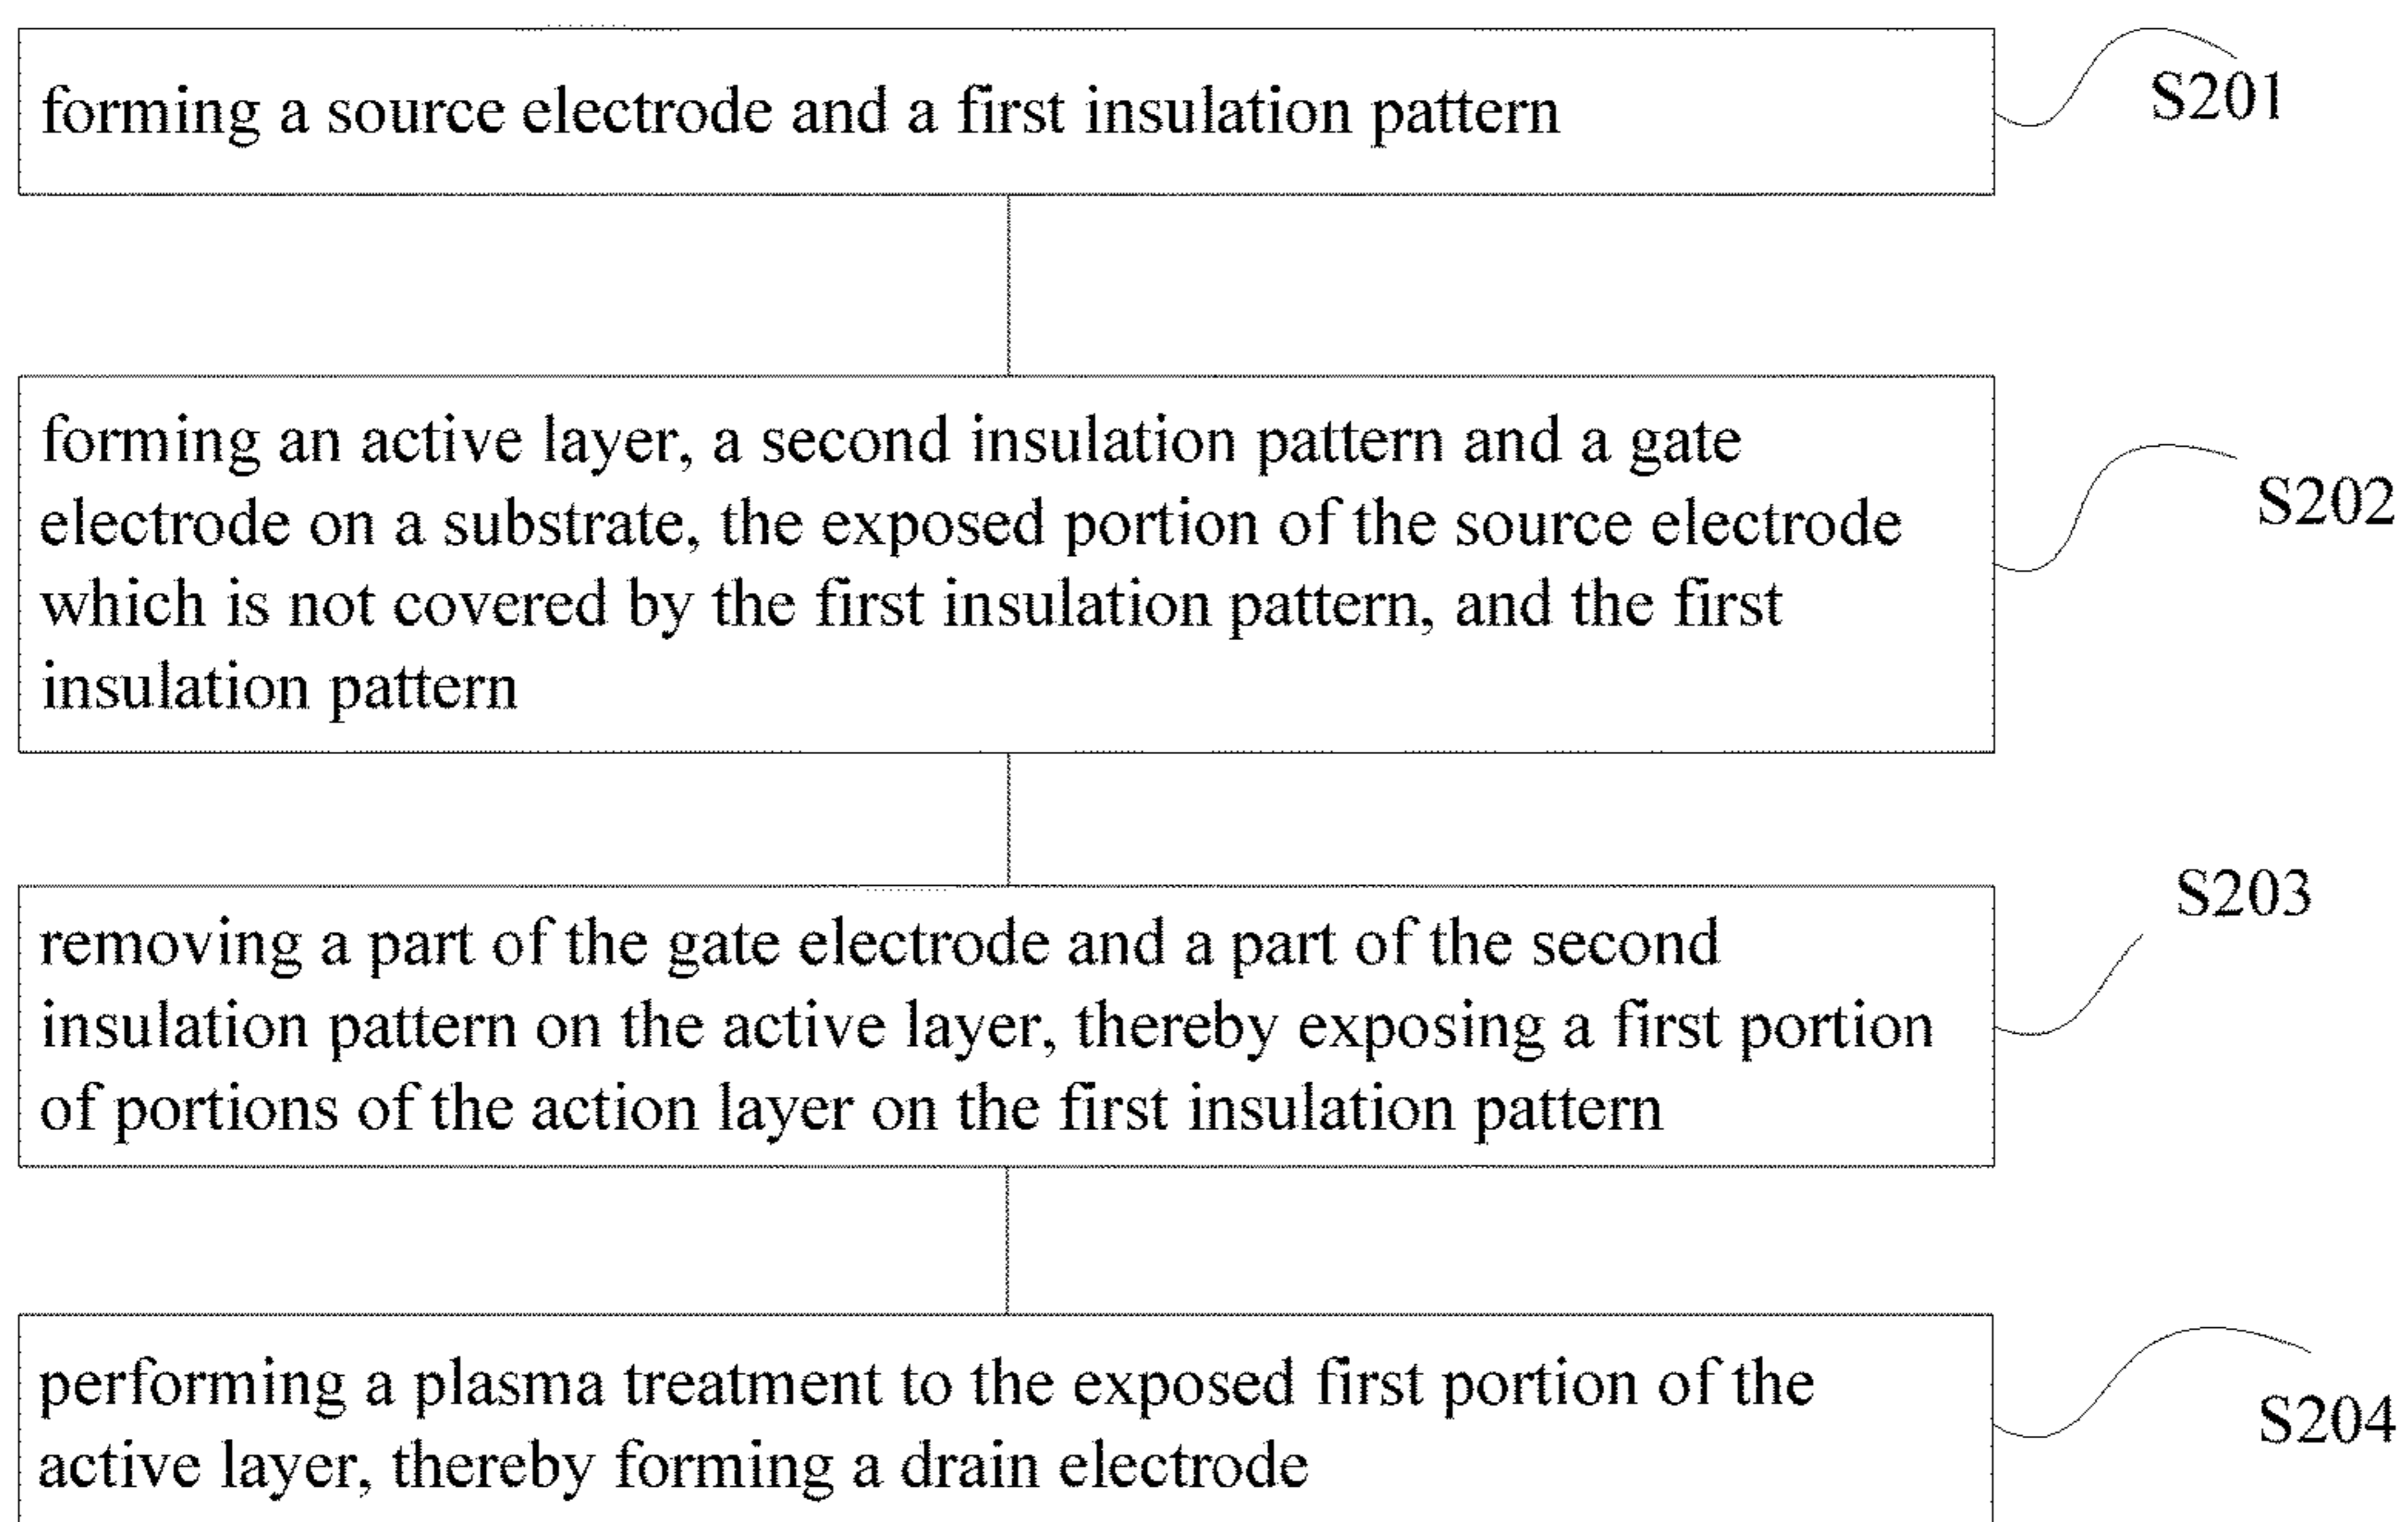 forming a source electrode and a first insulation pattern
S201
forming an active layer, a second insulation pattern and a gate
electrode on a substrate, the exposed portion of the source electrode
which is not covered by the first insulation pattern, and the first
insulation pattern
S202
removing a part of the gate electrode and a part of the second
insulation pattern on the active layer, thereby exposing a first portion
of portions of the action layer on the first insulation pattern
S203
performing a plasma treatment to the exposed first portion of the
active layer, thereby forming a drain electrode
S204